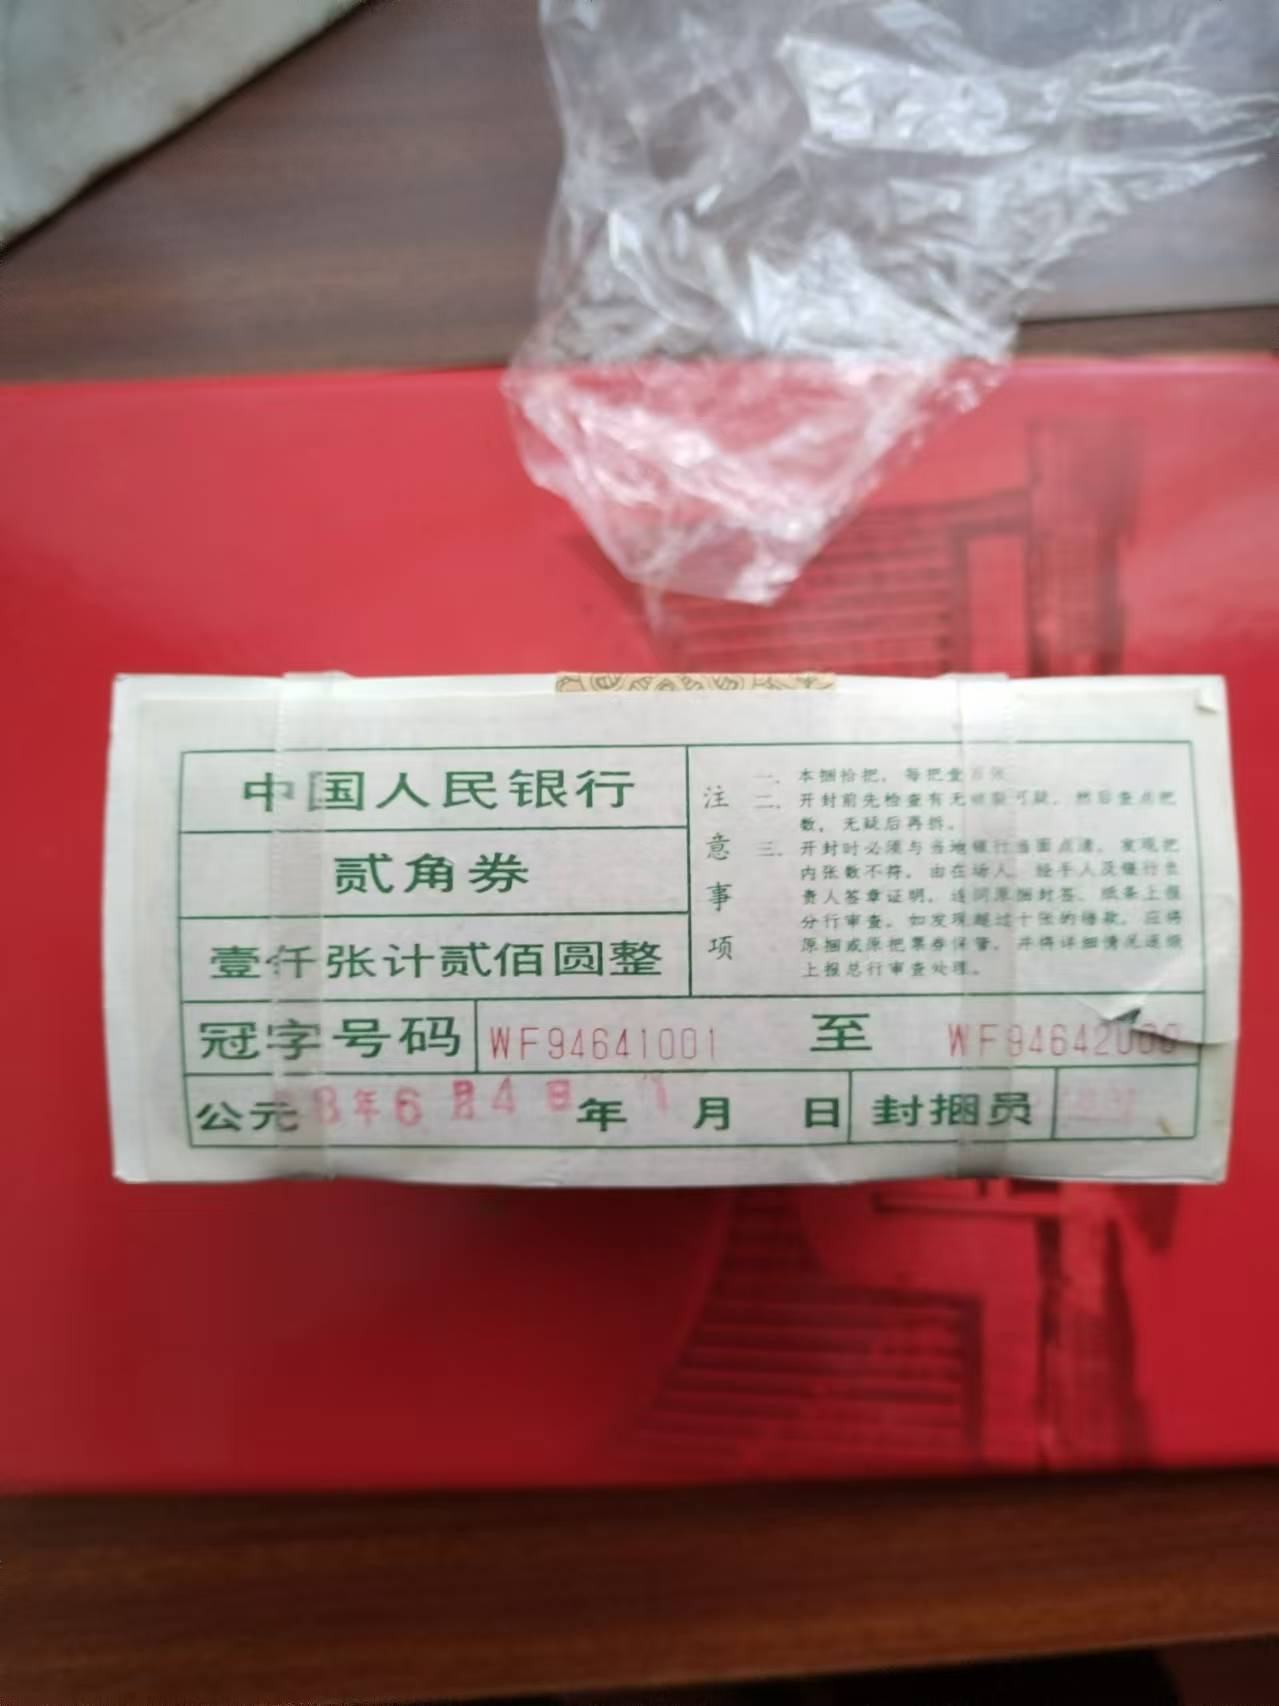 中国人民银行
贰角券
壹仟张计贰佰圆整
注意事项
一、本捆拾把，每把壹百张
二、开封前先检查有无破裂可疑，然后查点把
数，无疑后再拆。
三、开封时必须与当地银行当面点清，发现把
内张数不符，由在场人、经手人及银行负
责人签章证明，连同原捆封签、纸条上报
分行审查。如发现超过十张的错款，应将
原捆或原把票券保管，并将详细情况逐级
上报总行审查处理。
冠字号码 WF94641001 至 WF94642000
公元 年 月 日 封捆员
8年6月4日